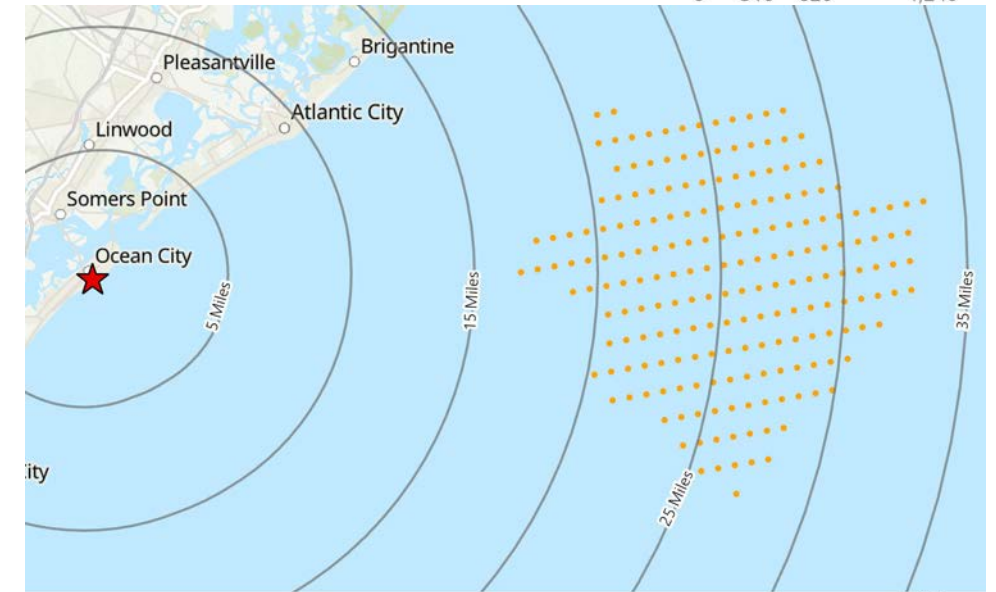 Brigantine
Pleasantville
Atlantic City
Linwood
Somers Point
Ocean City
5 Miles
15 Miles
35 Miles
ity
25 Miles